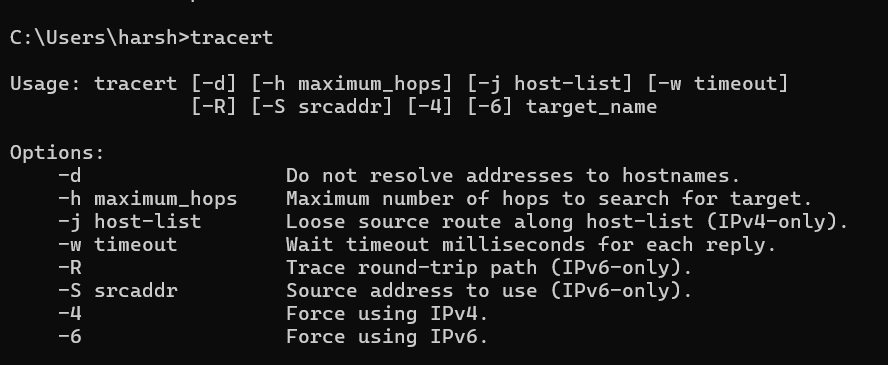 C:\Users\harsh>tracert
Usage: tracert [-d] [-h maximum_hops] [-j host-list] [-w timeout]
               [-R] [-S srcaddr] [-4] [-6] target_name
Options:
    -d                 Do not resolve addresses to hostnames.
    -h maximum_hops    Maximum number of hops to search for target.
    -j host-list       Loose source route along host-list (IPv4-only).
    -w timeout         Wait timeout milliseconds for each reply.
    -R                 Trace round-trip path (IPv6-only).
    -S srcaddr         Source address to use (IPv6-only).
    -4                 Force using IPv4.
    -6                 Force using IPv6.